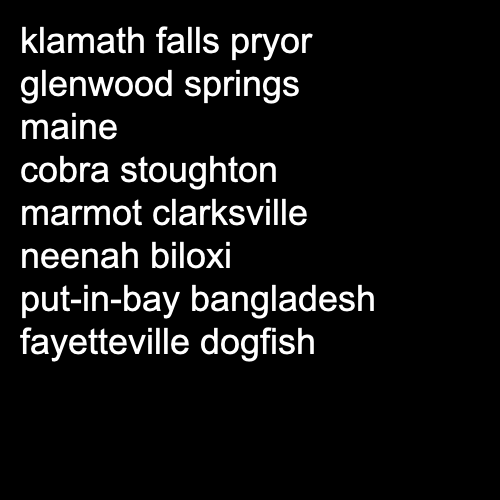 klamath falls pryor
glenwood springs
maine
cobra stoughton
marmot clarksville
neenah biloxi
put-in-bay bangladesh
fayetteville dogfish